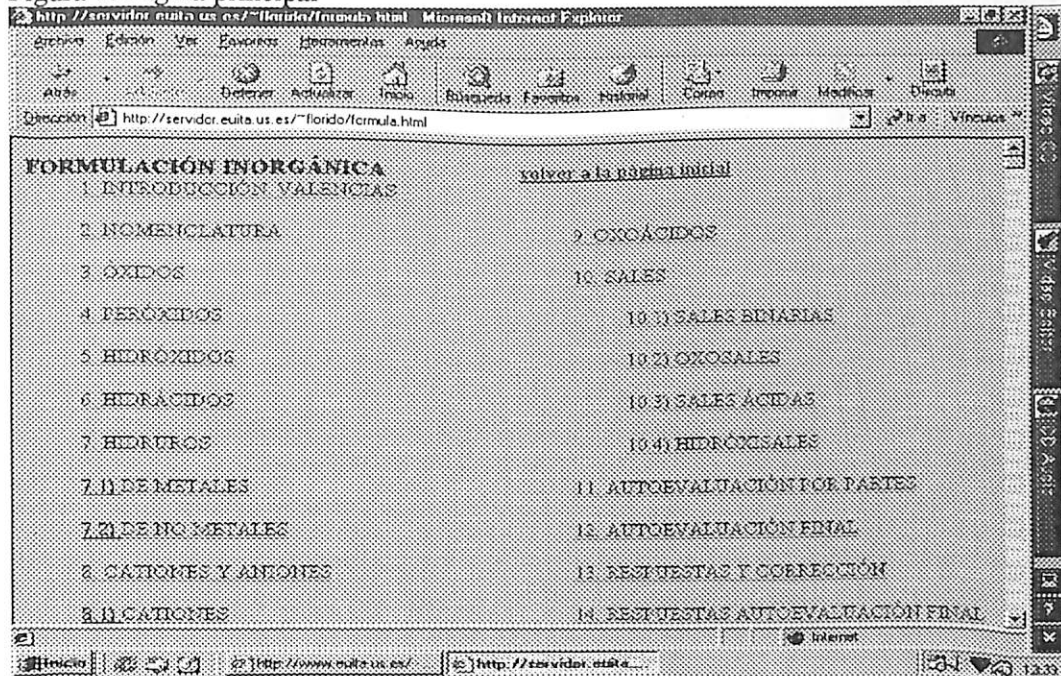 http://servidor.euita.us.es/~florido/formula.html Microsoft Internet Explorer
Archivo Edición Ver Favoritos Herramientas Ayuda
Atrás Detener Actualizar Inicio Búsqueda Favoritos Historial Correo Imprimir Modificar Discutir
Dirección http://servidor.euita.us.es/~florido/formula.html Ir a Vínculos »
FORMULACIÓN INORGÁNICA
volver a la página inicial
1. INTRODUCCIÓN. VALENCIAS
2. NOMENCLATURA
3. ÓXIDOS
4. PERÓXIDOS
5. HIDRÓXIDOS
6. HIDRÁCIDOS
7. HIDRUROS
7.1) DE METALES
7.2) DE NO METALES
8. CATIONES Y ANIONES
8.1) CATIONES
9. OXOÁCIDOS
10. SALES
10.1) SALES BINARIAS
10.2) OXOSALES
10.3) SALES ÁCIDAS
10.4) HIDRÓXISALES
11. AUTOEVALUACIÓN POR PARTES
12. AUTOEVALUACIÓN FINAL
13. RESPUESTAS Y CORRECCIÓN
14. RESPUESTAS AUTOEVALUACIÓN FINAL
Internet
Inicio http://www.euita.us.es/ http://servidor.euita.... 13:33